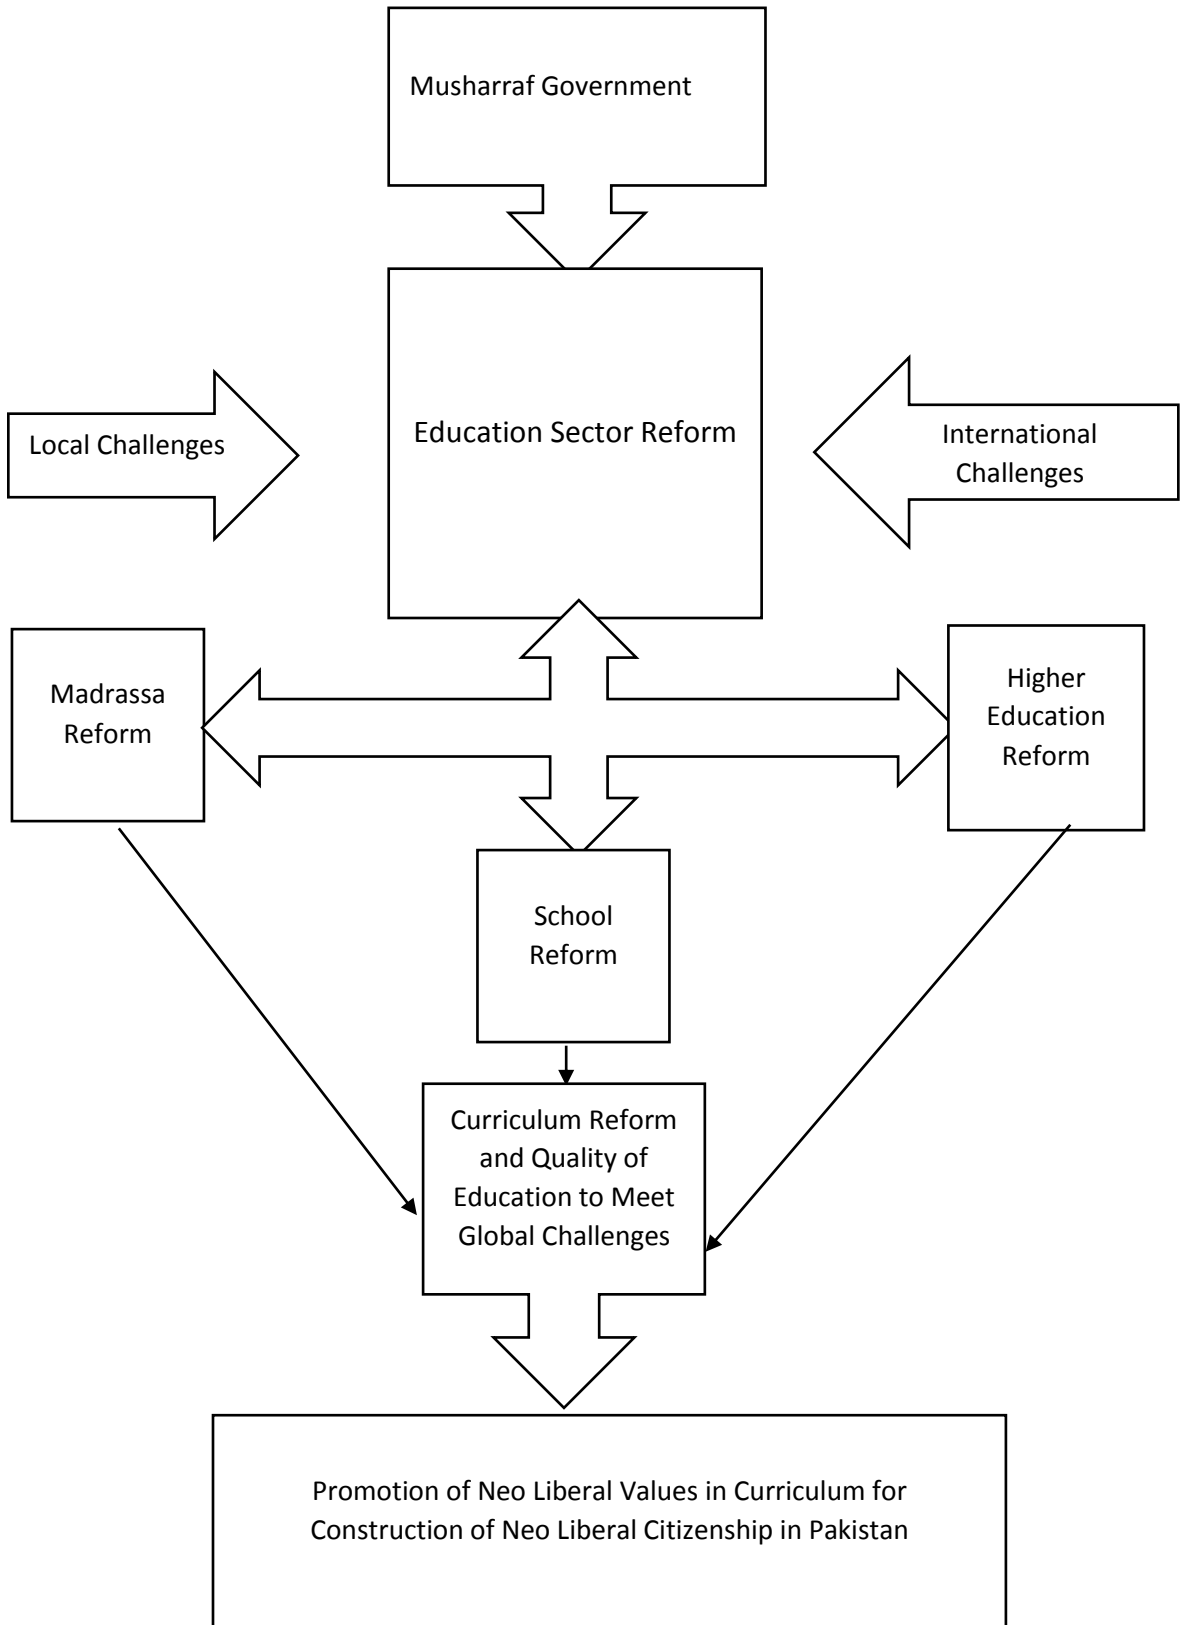 Musharraf Government
Education Sector Reform
Local Challenges
International
Challenges
Madrassa
Reform
Higher
Education
Reform
School
Reform
Curriculum Reform
and Quality of
Education to Meet
Global Challenges
Promotion of Neo Liberal Values in Curriculum for
Construction of Neo Liberal Citizenship in Pakistan